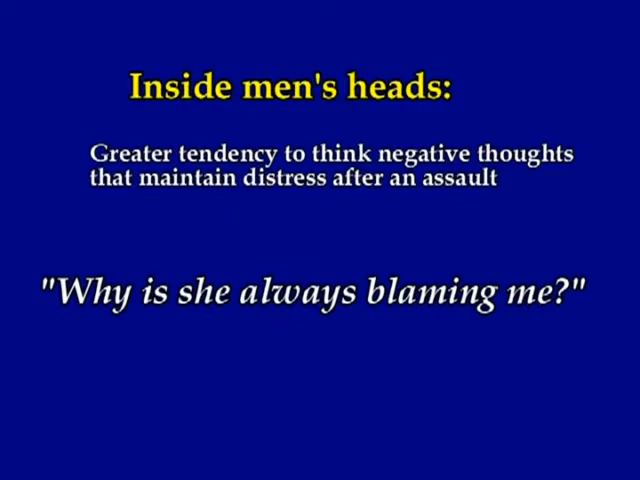 Inside men's heads:
Greater tendency to think negative thoughts
that maintain distress after an assault
"Why is she always blaming me?"